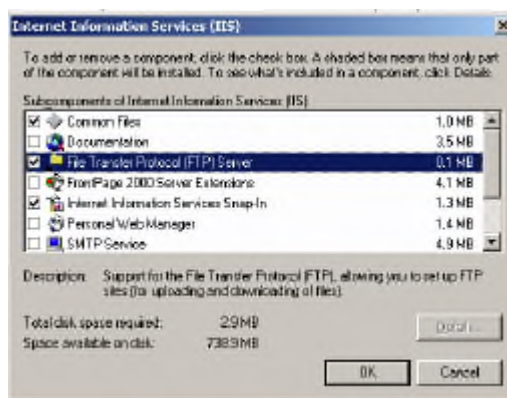 Internet Information Services (IIS)
To add or remove a component, click the check box. A shaded box means that only part
of the component will be installed. To see what's included in a component, click Details.
Subcomponents of Internet Information Services (IIS)
Common Files 1.0 MB
Documentation 3.5 MB
File Transfer Protocol (FTP) Server 0.1 MB
FrontPage 2000 Server Extensions 4.1 MB
Internet Information Services Snap-In 1.3 MB
Personal Web Manager 1.4 MB
SMTP Service 4.9 MB
Description: Support for the File Transfer Protocol (FTP), allowing you to set up FTP
sites (for uploading and downloading of files).
Total disk space required: 2.9 MB
Space available on disk: 738.9 MB
Details...
OK Cancel